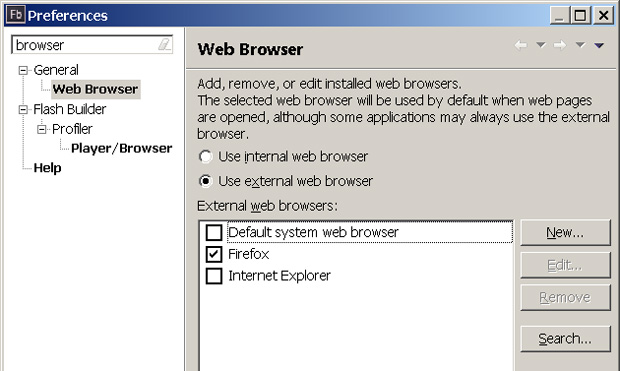 Fb Preferences
browser
General
Web Browser
Flash Builder
Profiler
Player/Browser
Help
Web Browser
Add, remove, or edit installed web browsers.
The selected web browser will be used by default when web pages
are opened, although some applications may always use the external
browser.
Use internal web browser
Use external web browser
External web browsers:
Default system web browser
Firefox
Internet Explorer
New...
Edit...
Remove
Search...